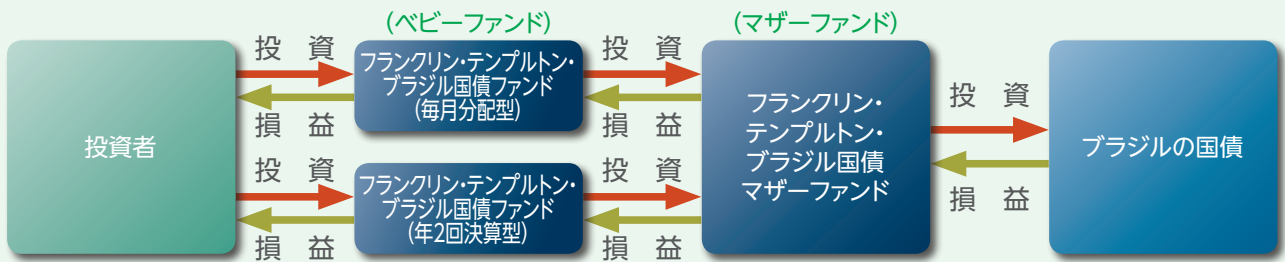 (ベビーファンド)
(マザーファンド)
投資者
投 資
損 益
投 資
損 益
フランクリン・テンプルトン・
ブラジル国債ファンド
(毎月分配型)
フランクリン・テンプルトン・
ブラジル国債ファンド
(年2回決算型)
投 資
損 益
投 資
損 益
フランクリン・
テンプルトン・
ブラジル国債
マザーファンド
投 資
損 益
ブラジルの国債